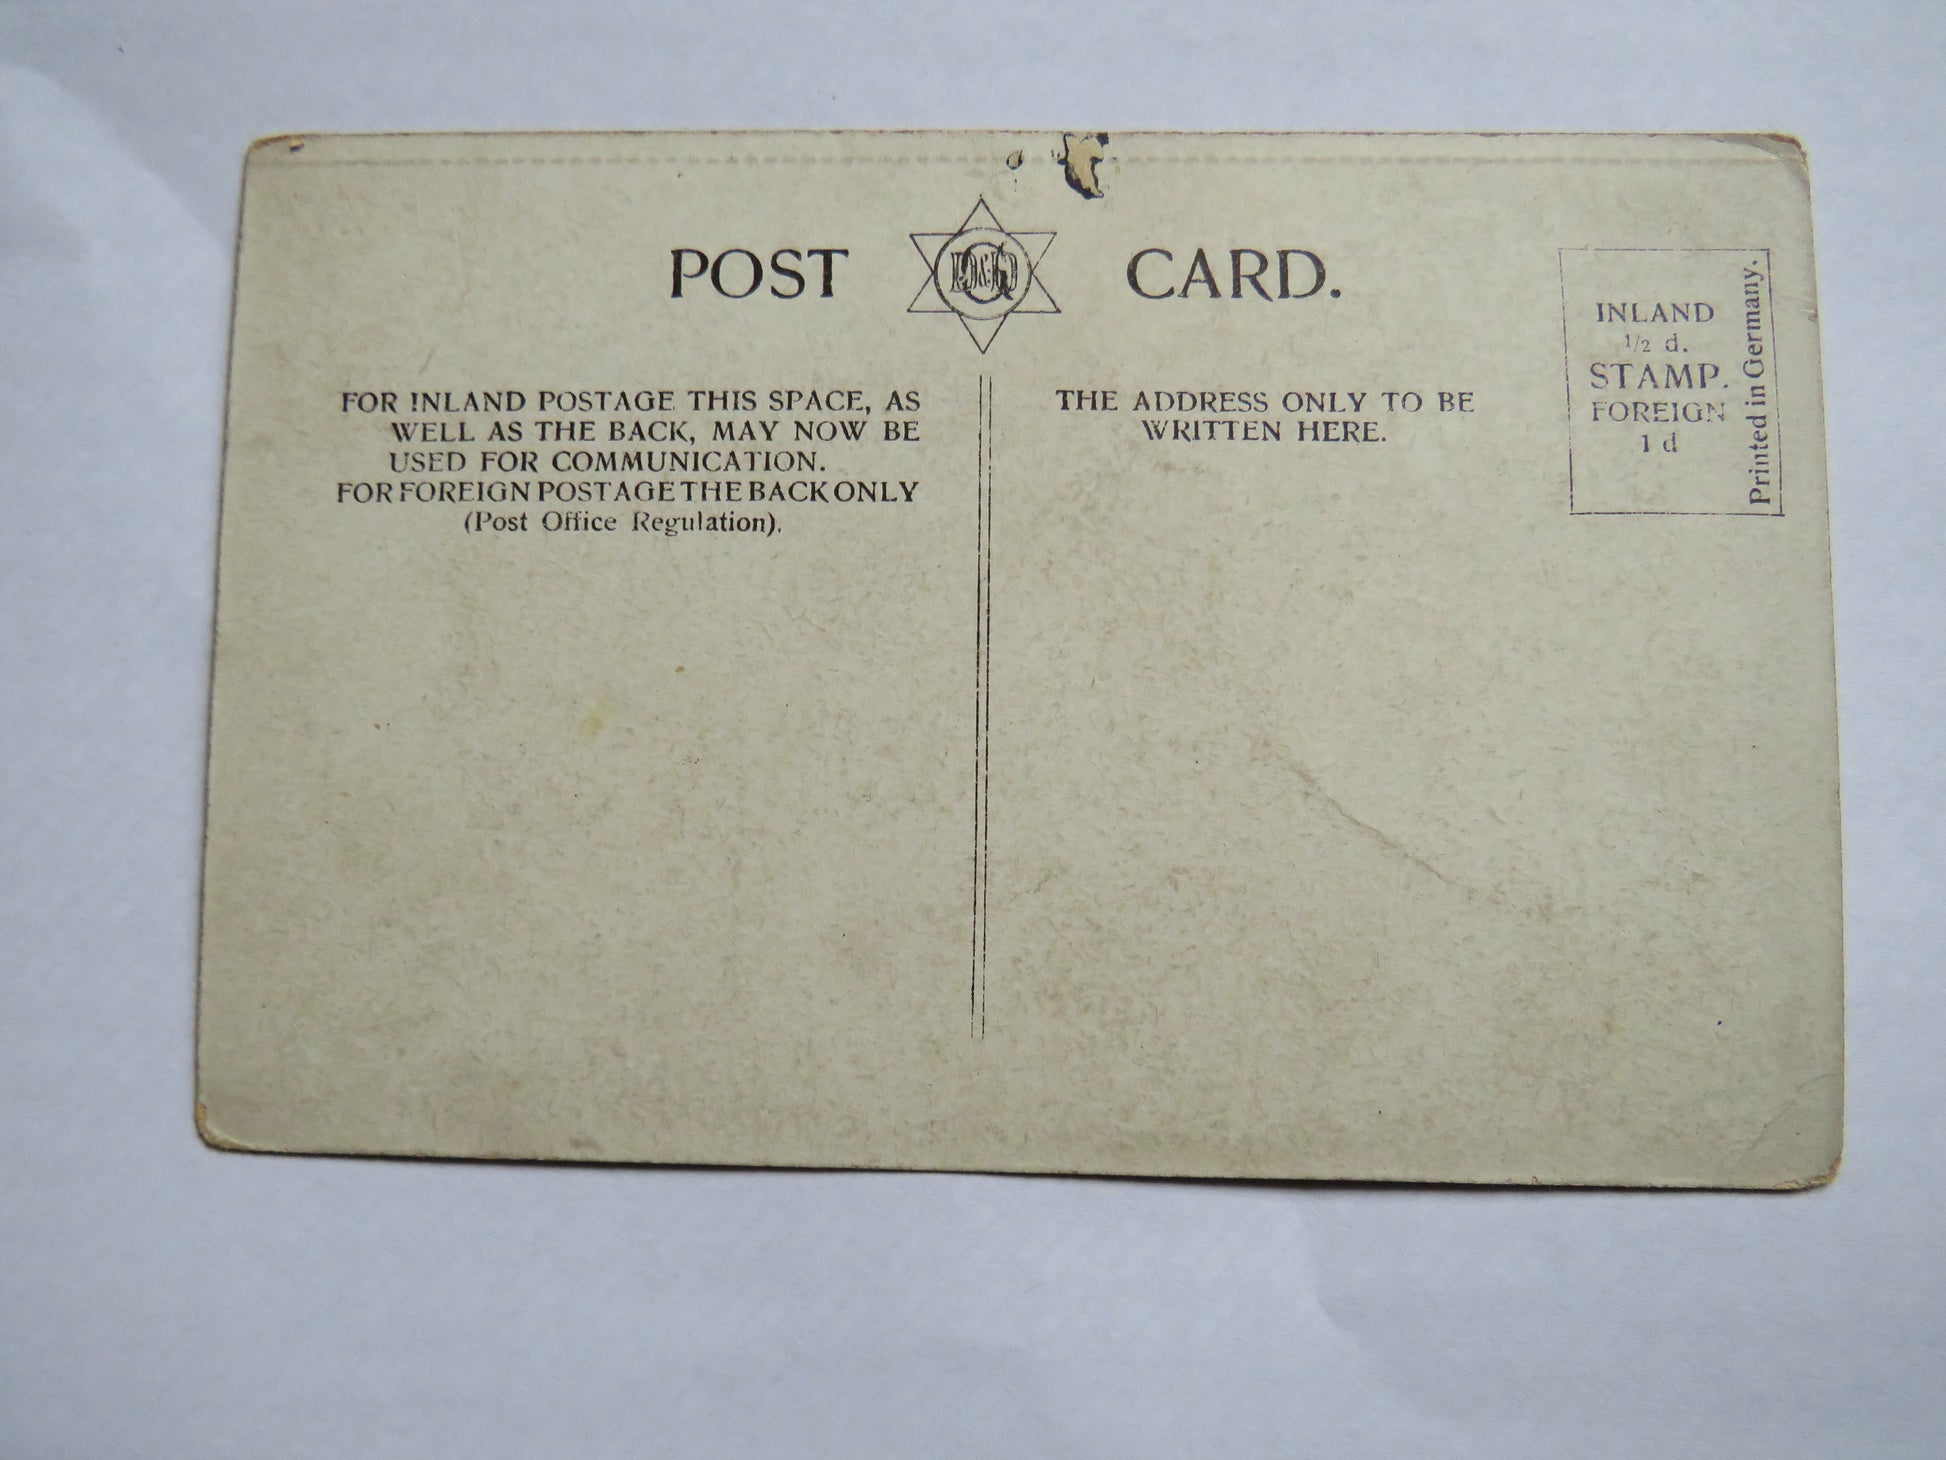 POST CARD.
FOR INLAND POSTAGE THIS SPACE, AS
WELL AS THE BACK, MAY NOW BE
USED FOR COMMUNICATION.
FOR FOREIGN POSTAGE THE BACK ONLY
(Post Office Regulation).
THE ADDRESS ONLY TO BE
WRITTEN HERE.
INLAND
1/2 d.
STAMP.
FOREIGN
1 d
Printed in Germany.